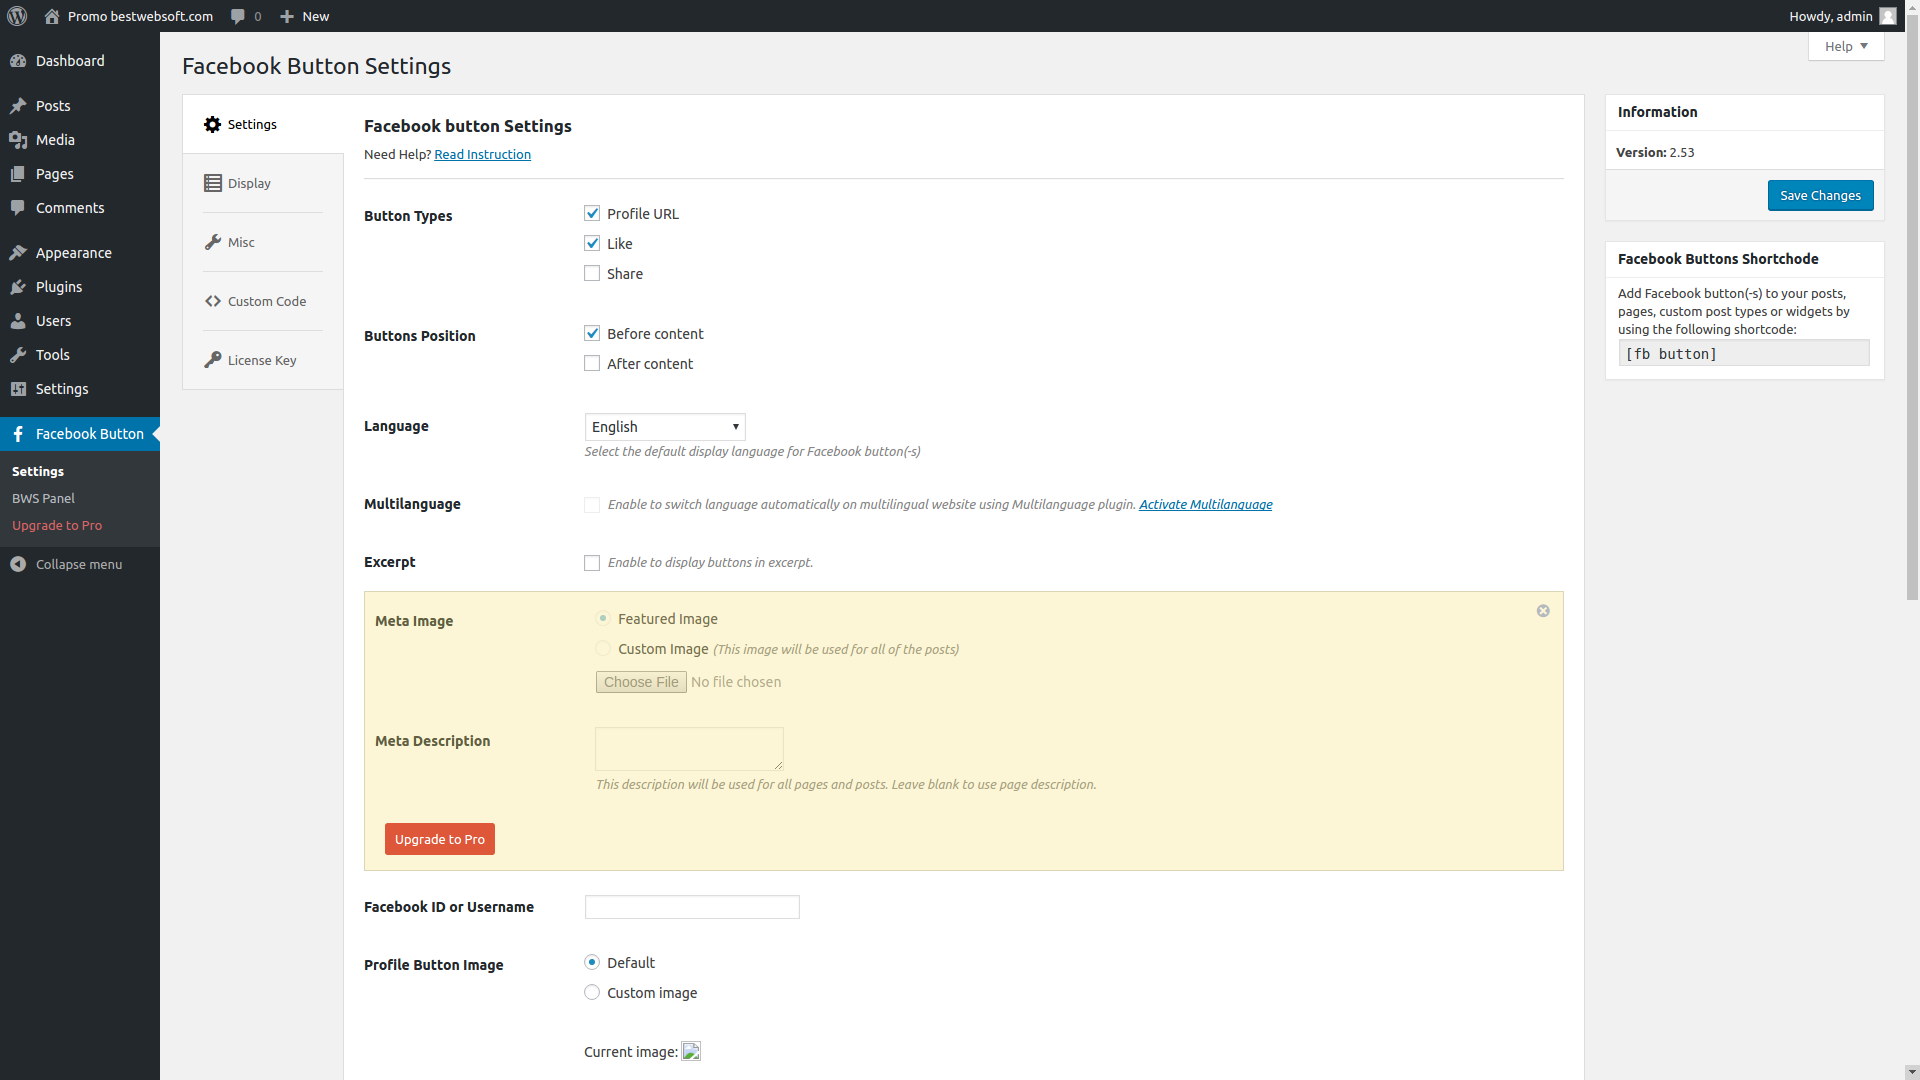 Promo bestwebsoft.com
0
New
Howdy, admin
Help
Dashboard
Posts
Media
Pages
Comments
Appearance
Plugins
Users
Tools
Settings
Facebook Button
Settings
BWS Panel
Upgrade to Pro
Collapse menu
Facebook Button Settings
Settings
Display
Misc
Custom Code
License Key
Facebook button Settings
Need Help? Read Instruction
Button Types
Profile URL
Like
Share
Buttons Position
Before content
After content
Language
English
Select the default display language for Facebook button(-s)
Multilanguage
Enable to switch language automatically on multilingual website using Multilanguage plugin. Activate Multilanguage
Excerpt
Enable to display buttons in excerpt.
Meta Image
Featured Image
Custom Image (This image will be used for all of the posts)
Choose File No file chosen
Meta Description
This description will be used for all pages and posts. Leave blank to use page description.
Upgrade to Pro
Facebook ID or Username
Profile Button Image
Default
Custom image
Current image:
Information
Version: 2.53
Save Changes
Facebook Buttons Shortchode
Add Facebook button(-s) to your posts,
pages, custom post types or widgets by
using the following shortcode:
[fb button]